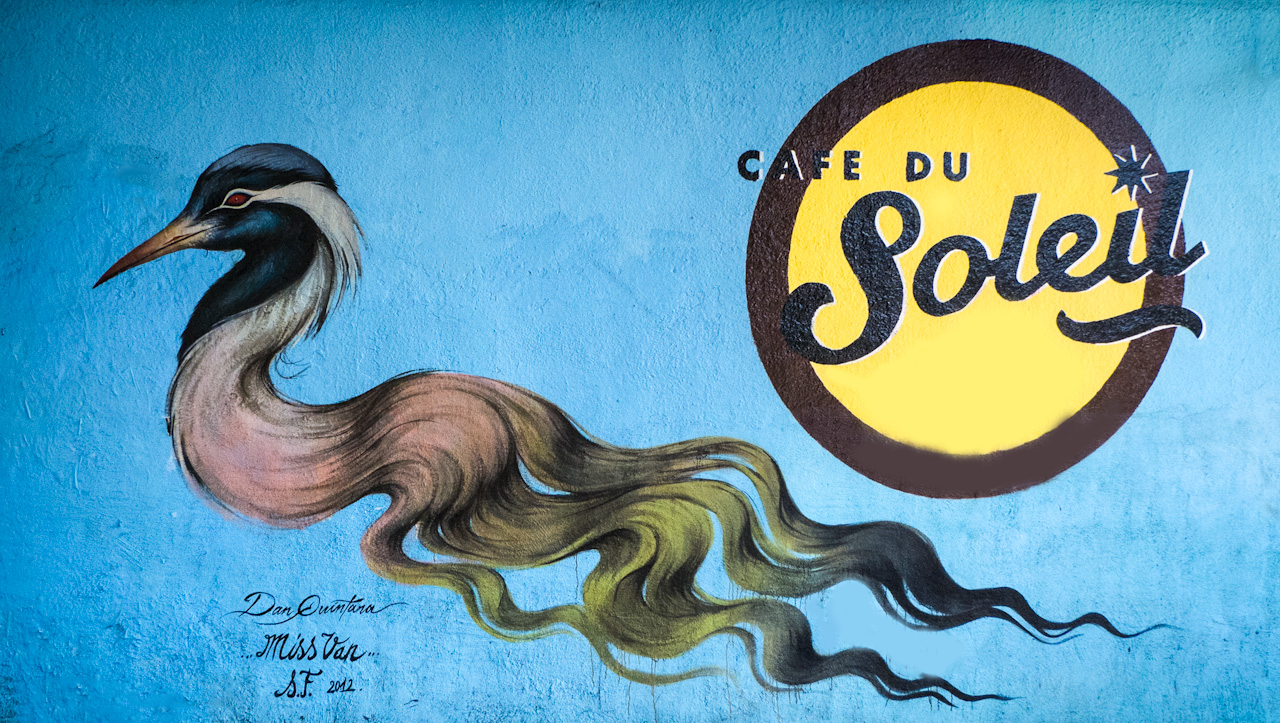 CAFE DU
Soleil
Dan Quintana
...Miss Van...
S.F. 2012.